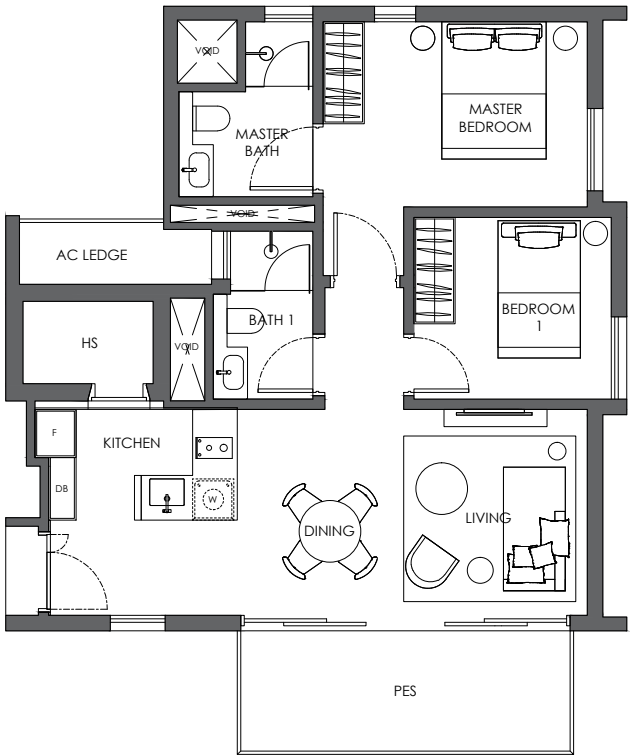 VOID
MASTER
BATH
MASTER
BEDROOM
VOID
AC LEDGE
BEDROOM
1
BATH 1
HS
VOID
F
KITCHEN
DB
W
DINING
LIVING
PES